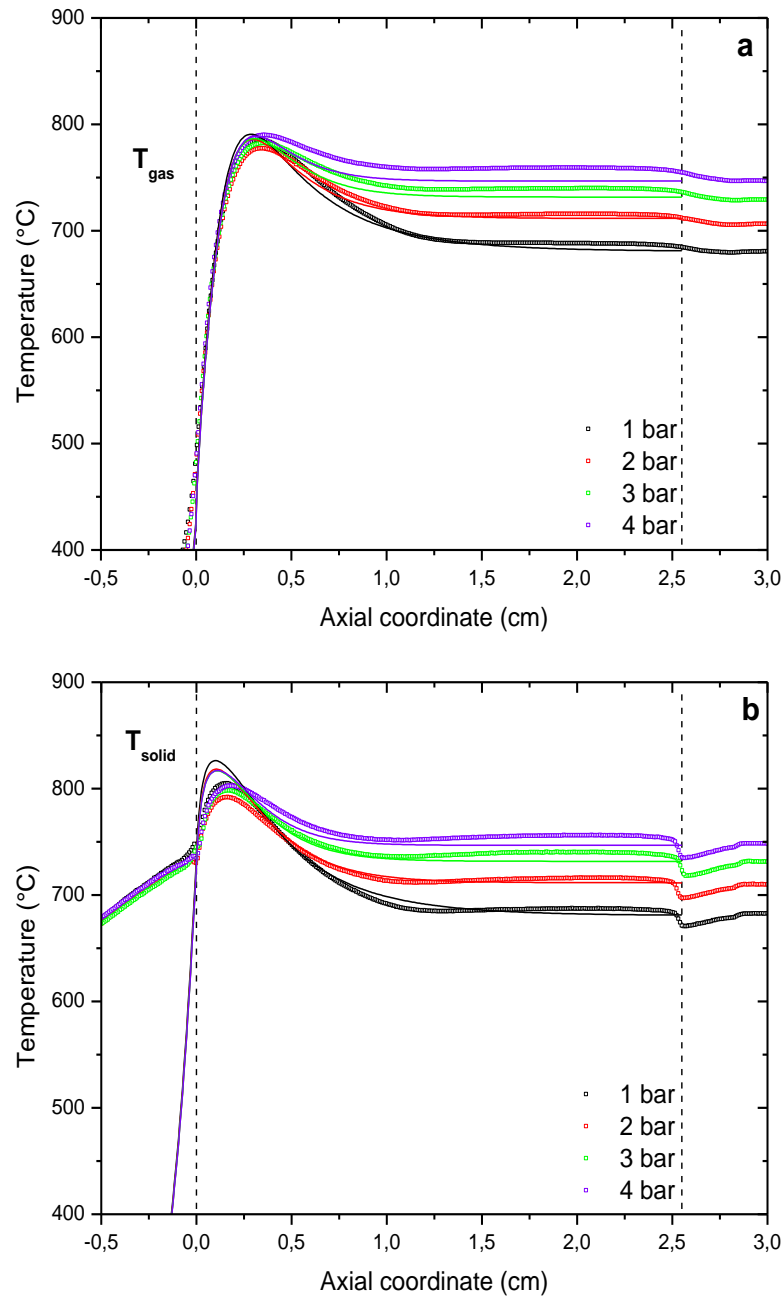 900
a
800
T gas
700
Temperature (°C)
600
500
1 bar
2 bar
3 bar
4 bar
400
-0,5 0,0 0,5 1,0 1,5 2,0 2,5 3,0
Axial coordinate (cm)
900
b
T solid
800
700
Temperature (°C)
600
500
1 bar
2 bar
3 bar
4 bar
400
-0,5 0,0 0,5 1,0 1,5 2,0 2,5 3,0
Axial coordinate (cm)